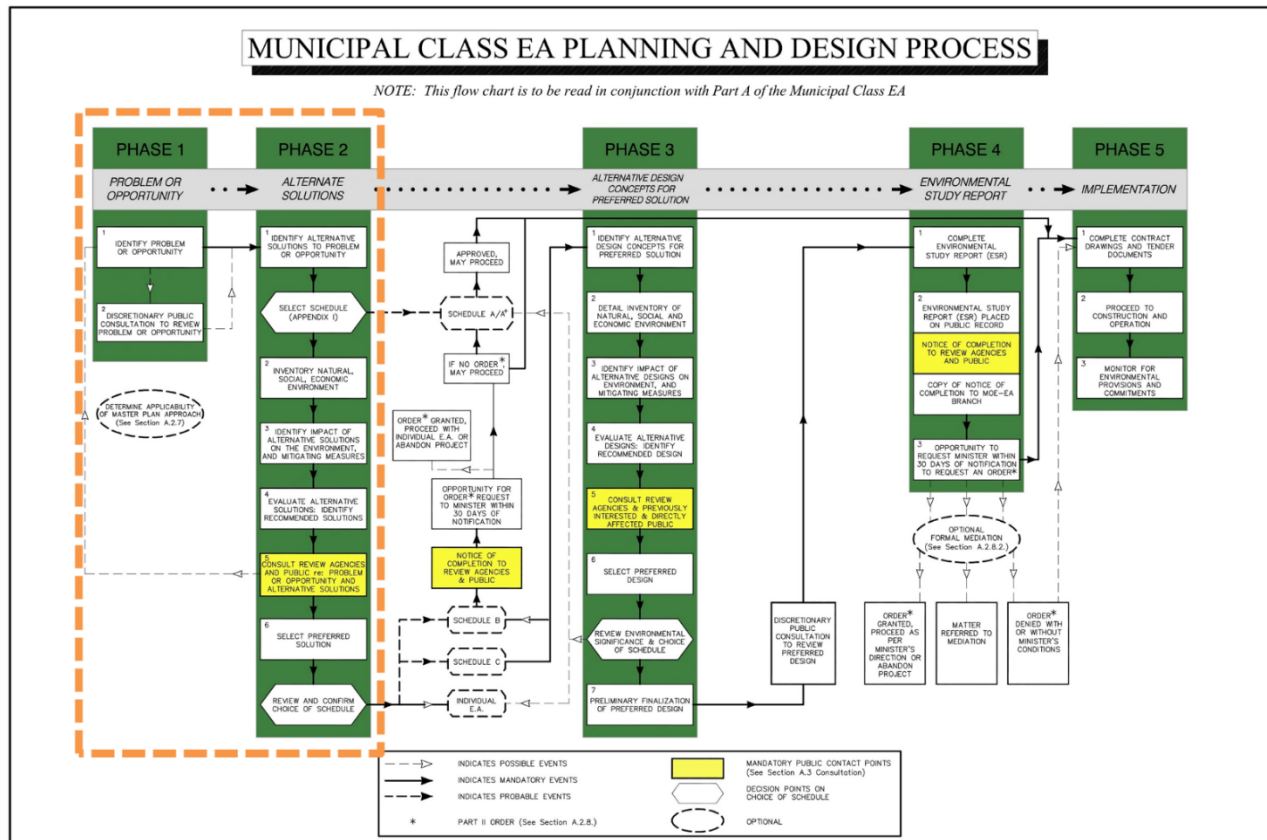 MUNICIPAL CLASS EA PLANNING AND DESIGN PROCESS
NOTE: This flow chart is to be read in conjunction with Part A of the Municipal Class EA
PHASE 1
PROBLEM OR
OPPORTUNITY
1
IDENTIFY PROBLEM
OR OPPORTUNITY
2
DISCRETIONARY PUBLIC
CONSULTATION TO REVIEW
PROBLEM OR OPPORTUNITY
DETERMINE APPLICABILITY
OF MASTER PLAN APPROACH
(See Section A.2.7)
PHASE 2
ALTERNATE
SOLUTIONS
1
IDENTIFY ALTERNATIVE
SOLUTIONS TO PROBLEM
OR OPPORTUNITY
SELECT SCHEDULE
(APPENDIX I)
2
INVENTORY NATURAL,
SOCIAL, ECONOMIC
ENVIRONMENT
3
IDENTIFY IMPACT OF
ALTERNATIVE SOLUTIONS
ON THE ENVIRONMENT,
AND MITIGATING MEASURES
4
EVALUATE ALTERNATIVE
SOLUTIONS: IDENTIFY
RECOMMENDED SOLUTIONS
5
CONSULT REVIEW AGENCIES
AND PUBLIC re: PROBLEM
OR OPPORTUNITY AND
ALTERNATIVE SOLUTIONS
6
SELECT PREFERRED
SOLUTION
REVIEW AND CONFIRM
CHOICE OF SCHEDULE
APPROVED,
MAY PROCEED
SCHEDULE A/A+
IF NO ORDER*,
MAY PROCEED
ORDER* GRANTED,
PROCEED WITH
INDIVIDUAL E.A. OR
ABANDON PROJECT
OPPORTUNITY FOR
ORDER* REQUEST
TO MINISTER WITHIN
30 DAYS OF
NOTIFICATION
NOTICE OF
COMPLETION TO
REVIEW AGENCIES
& PUBLIC
SCHEDULE B
SCHEDULE C
INDIVIDUAL
E.A.
PHASE 3
ALTERNATIVE DESIGN
CONCEPTS FOR
PREFERRED SOLUTION
1
IDENTIFY ALTERNATIVE
DESIGN CONCEPTS FOR
PREFERRED SOLUTION
2
DETAIL INVENTORY OF
NATURAL, SOCIAL AND
ECONOMIC ENVIRONMENT
3
IDENTIFY IMPACT OF
ALTERNATIVE DESIGNS ON
ENVIRONMENT, AND
MITIGATING MEASURES
4
EVALUATE ALTERNATIVE
DESIGNS: IDENTIFY
RECOMMENDED DESIGN
5
CONSULT REVIEW
AGENCIES & PREVIOUSLY
INTERESTED & DIRECTLY
AFFECTED PUBLIC
6
SELECT PREFERRED
DESIGN
REVIEW ENVIRONMENTAL
SIGNIFICANCE & CHOICE
OF SCHEDULE
7
PRELIMINARY FINALIZATION
OF PREFERRED DESIGN
DISCRETIONARY PUBLIC
CONSULTATION TO
REVIEW PREFERRED
DESIGN
PHASE 4
ENVIRONMENTAL
STUDY REPORT
1
COMPLETE
ENVIRONMENTAL
STUDY REPORT (ESR)
2
ENVIRONMENTAL STUDY
REPORT (ESR) PLACED
ON PUBLIC RECORD
NOTICE OF COMPLETION
TO REVIEW AGENCIES
AND PUBLIC
COPY OF NOTICE OF
COMPLETION TO MOE-EA
BRANCH
3
OPPORTUNITY TO
REQUEST MINISTER WITHIN
30 DAYS OF NOTIFICATION
TO REQUEST AN ORDER*
OPTIONAL
FORMAL MEDIATION
(See Section A.2.8.2.)
ORDER*
GRANTED,
PROCEED AS
PER MINISTER'S
DIRECTION OR
ABANDON
PROJECT
MATTER
REFERRED TO
MEDIATION
ORDER*
DENIED WITH
OR WITHOUT
MINISTER'S
CONDITIONS
PHASE 5
IMPLEMENTATION
1
COMPLETE CONTRACT
DRAWINGS AND TENDER
DOCUMENTS
2
PROCEED TO
CONSTRUCTION AND
OPERATION
3
MONITOR FOR
ENVIRONMENTAL
PROVISIONS AND
COMMITMENTS
INDICATES POSSIBLE EVENTS
INDICATES MANDATORY EVENTS
INDICATES PROBABLE EVENTS
* PART II ORDER (See Section A.2.8.)
MANDATORY PUBLIC CONTACT POINTS
(See Section A.3 Consultation)
DECISION POINTS ON
CHOICE OF SCHEDULE
OPTIONAL